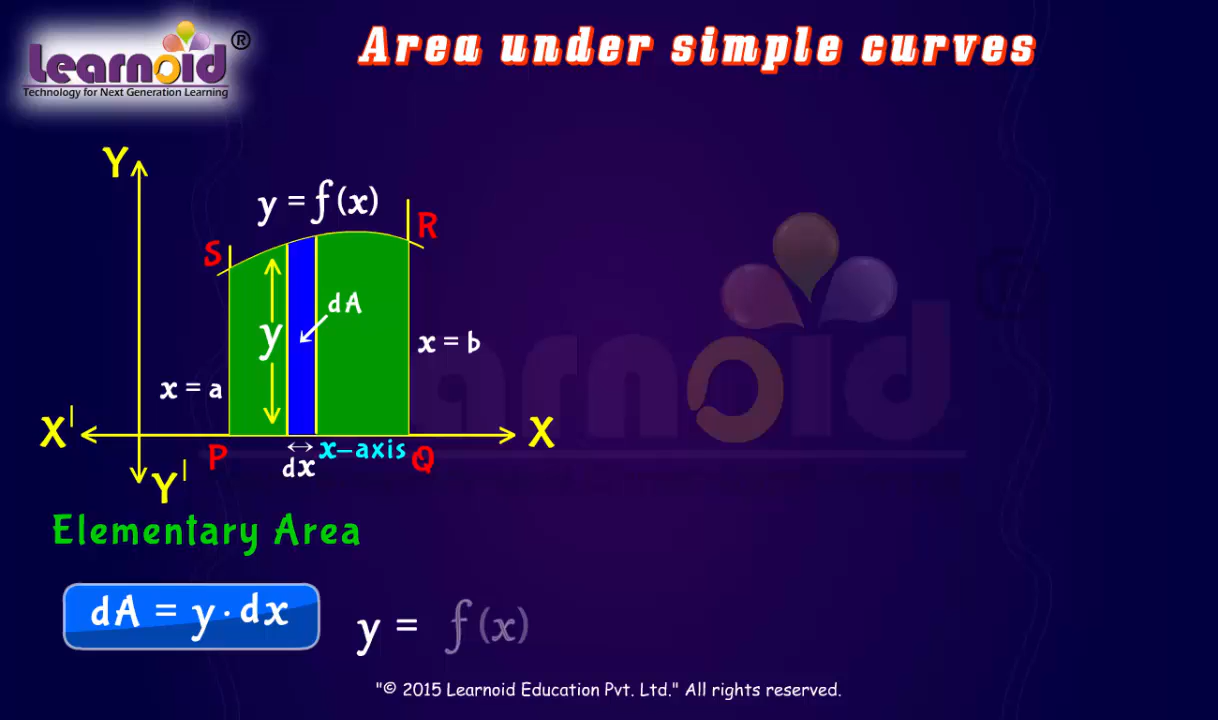 Learnoid ®
Technology for Next Generation Learning
Area under simple curves
Y
y = f(x)
S
R
dA
y
x = b
x = a
X'
X
P
dx
x–axis
Q
Y'
Elementary Area
dA = y · dx
y = f(x)
"© 2015 Learnoid Education Pvt. Ltd." All rights reserved.